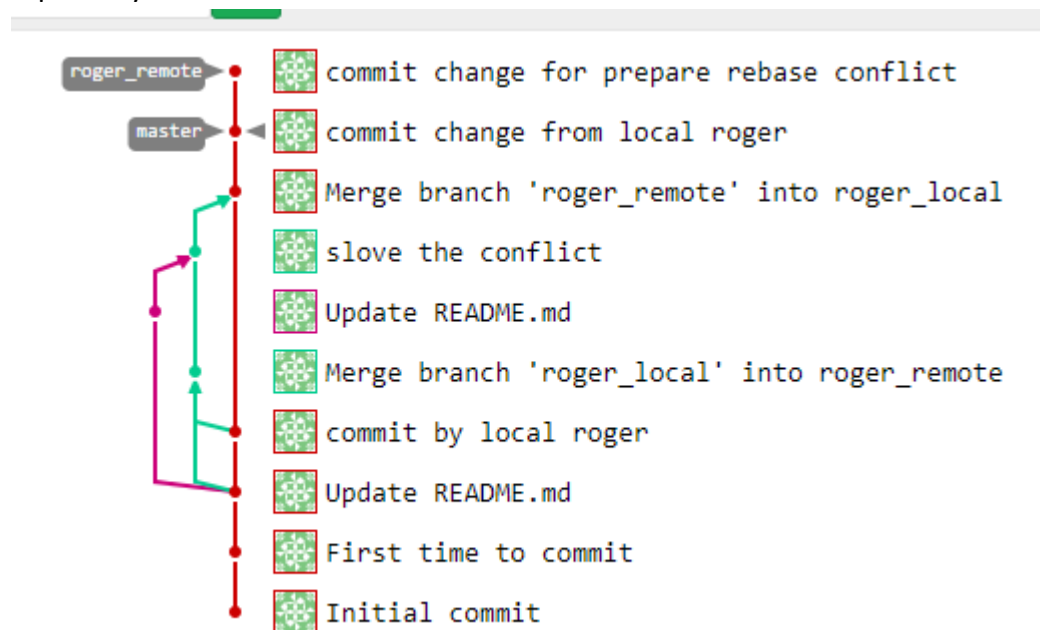 roger_remote commit change for prepare rebase conflict
master commit change from local roger
Merge branch 'roger_remote' into roger_local
slove the conflict
Update README.md
Merge branch 'roger_local' into roger_remote
commit by local roger
Update README.md
First time to commit
Initial commit